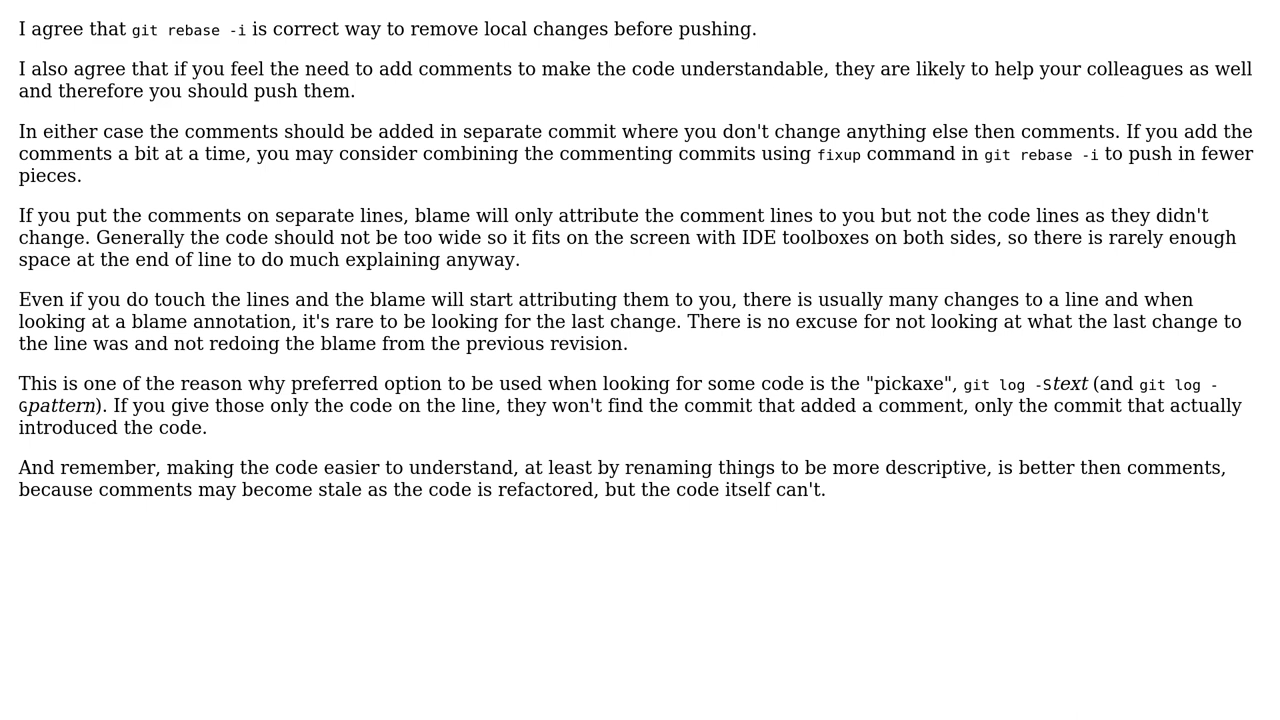 I agree that git rebase -i is correct way to remove local changes before pushing.
I also agree that if you feel the need to add comments to make the code understandable, they are likely to help your colleagues as well
and therefore you should push them.
In either case the comments should be added in separate commit where you don't change anything else then comments. If you add the
comments a bit at a time, you may consider combining the commenting commits using fixup command in git rebase -i to push in fewer
pieces.
If you put the comments on separate lines, blame will only attribute the comment lines to you but not the code lines as they didn't
change. Generally the code should not be too wide so it fits on the screen with IDE toolboxes on both sides, so there is rarely enough
space at the end of line to do much explaining anyway.
Even if you do touch the lines and the blame will start attributing them to you, there is usually many changes to a line and when
looking at a blame annotation, it's rare to be looking for the last change. There is no excuse for not looking at what the last change to
the line was and not redoing the blame from the previous revision.
This is one of the reason why preferred option to be used when looking for some code is the "pickaxe", git log -Stext (and git log -
Gpattern). If you give those only the code on the line, they won't find the commit that added a comment, only the commit that actually
introduced the code.
And remember, making the code easier to understand, at least by renaming things to be more descriptive, is better then comments,
because comments may become stale as the code is refactored, but the code itself can't.